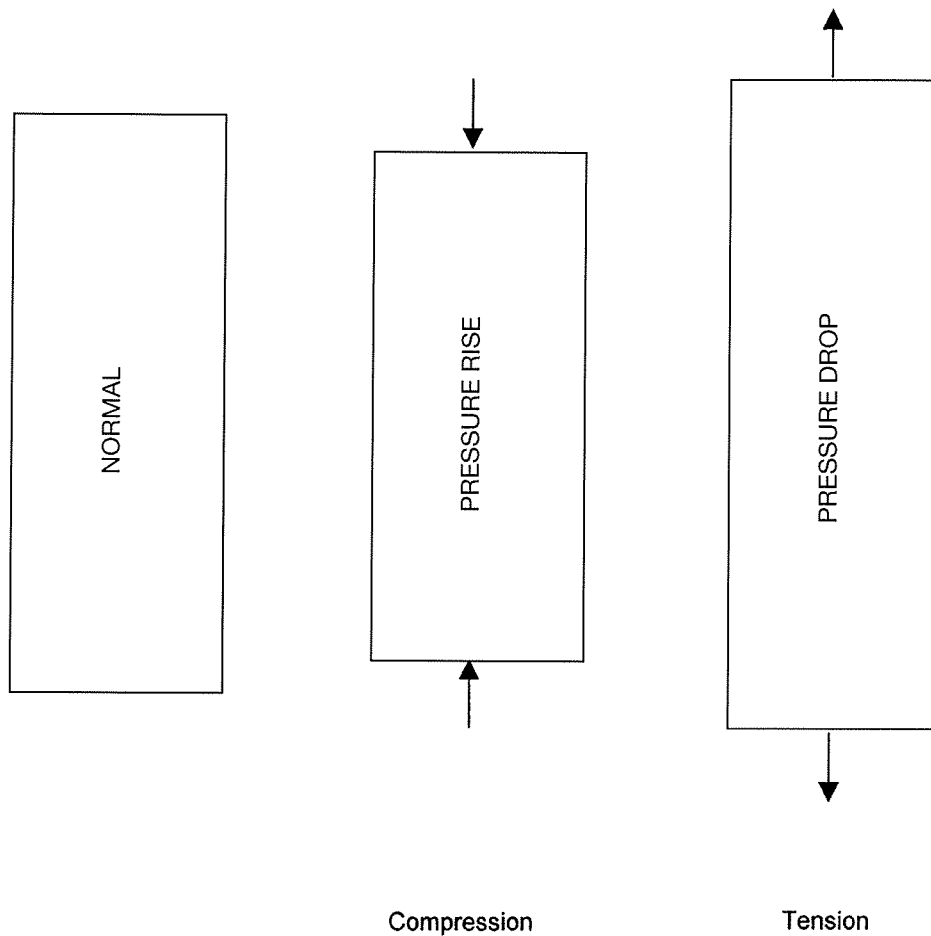 NORMAL
PRESSURE RISE
PRESSURE DROP
Compression
Tension